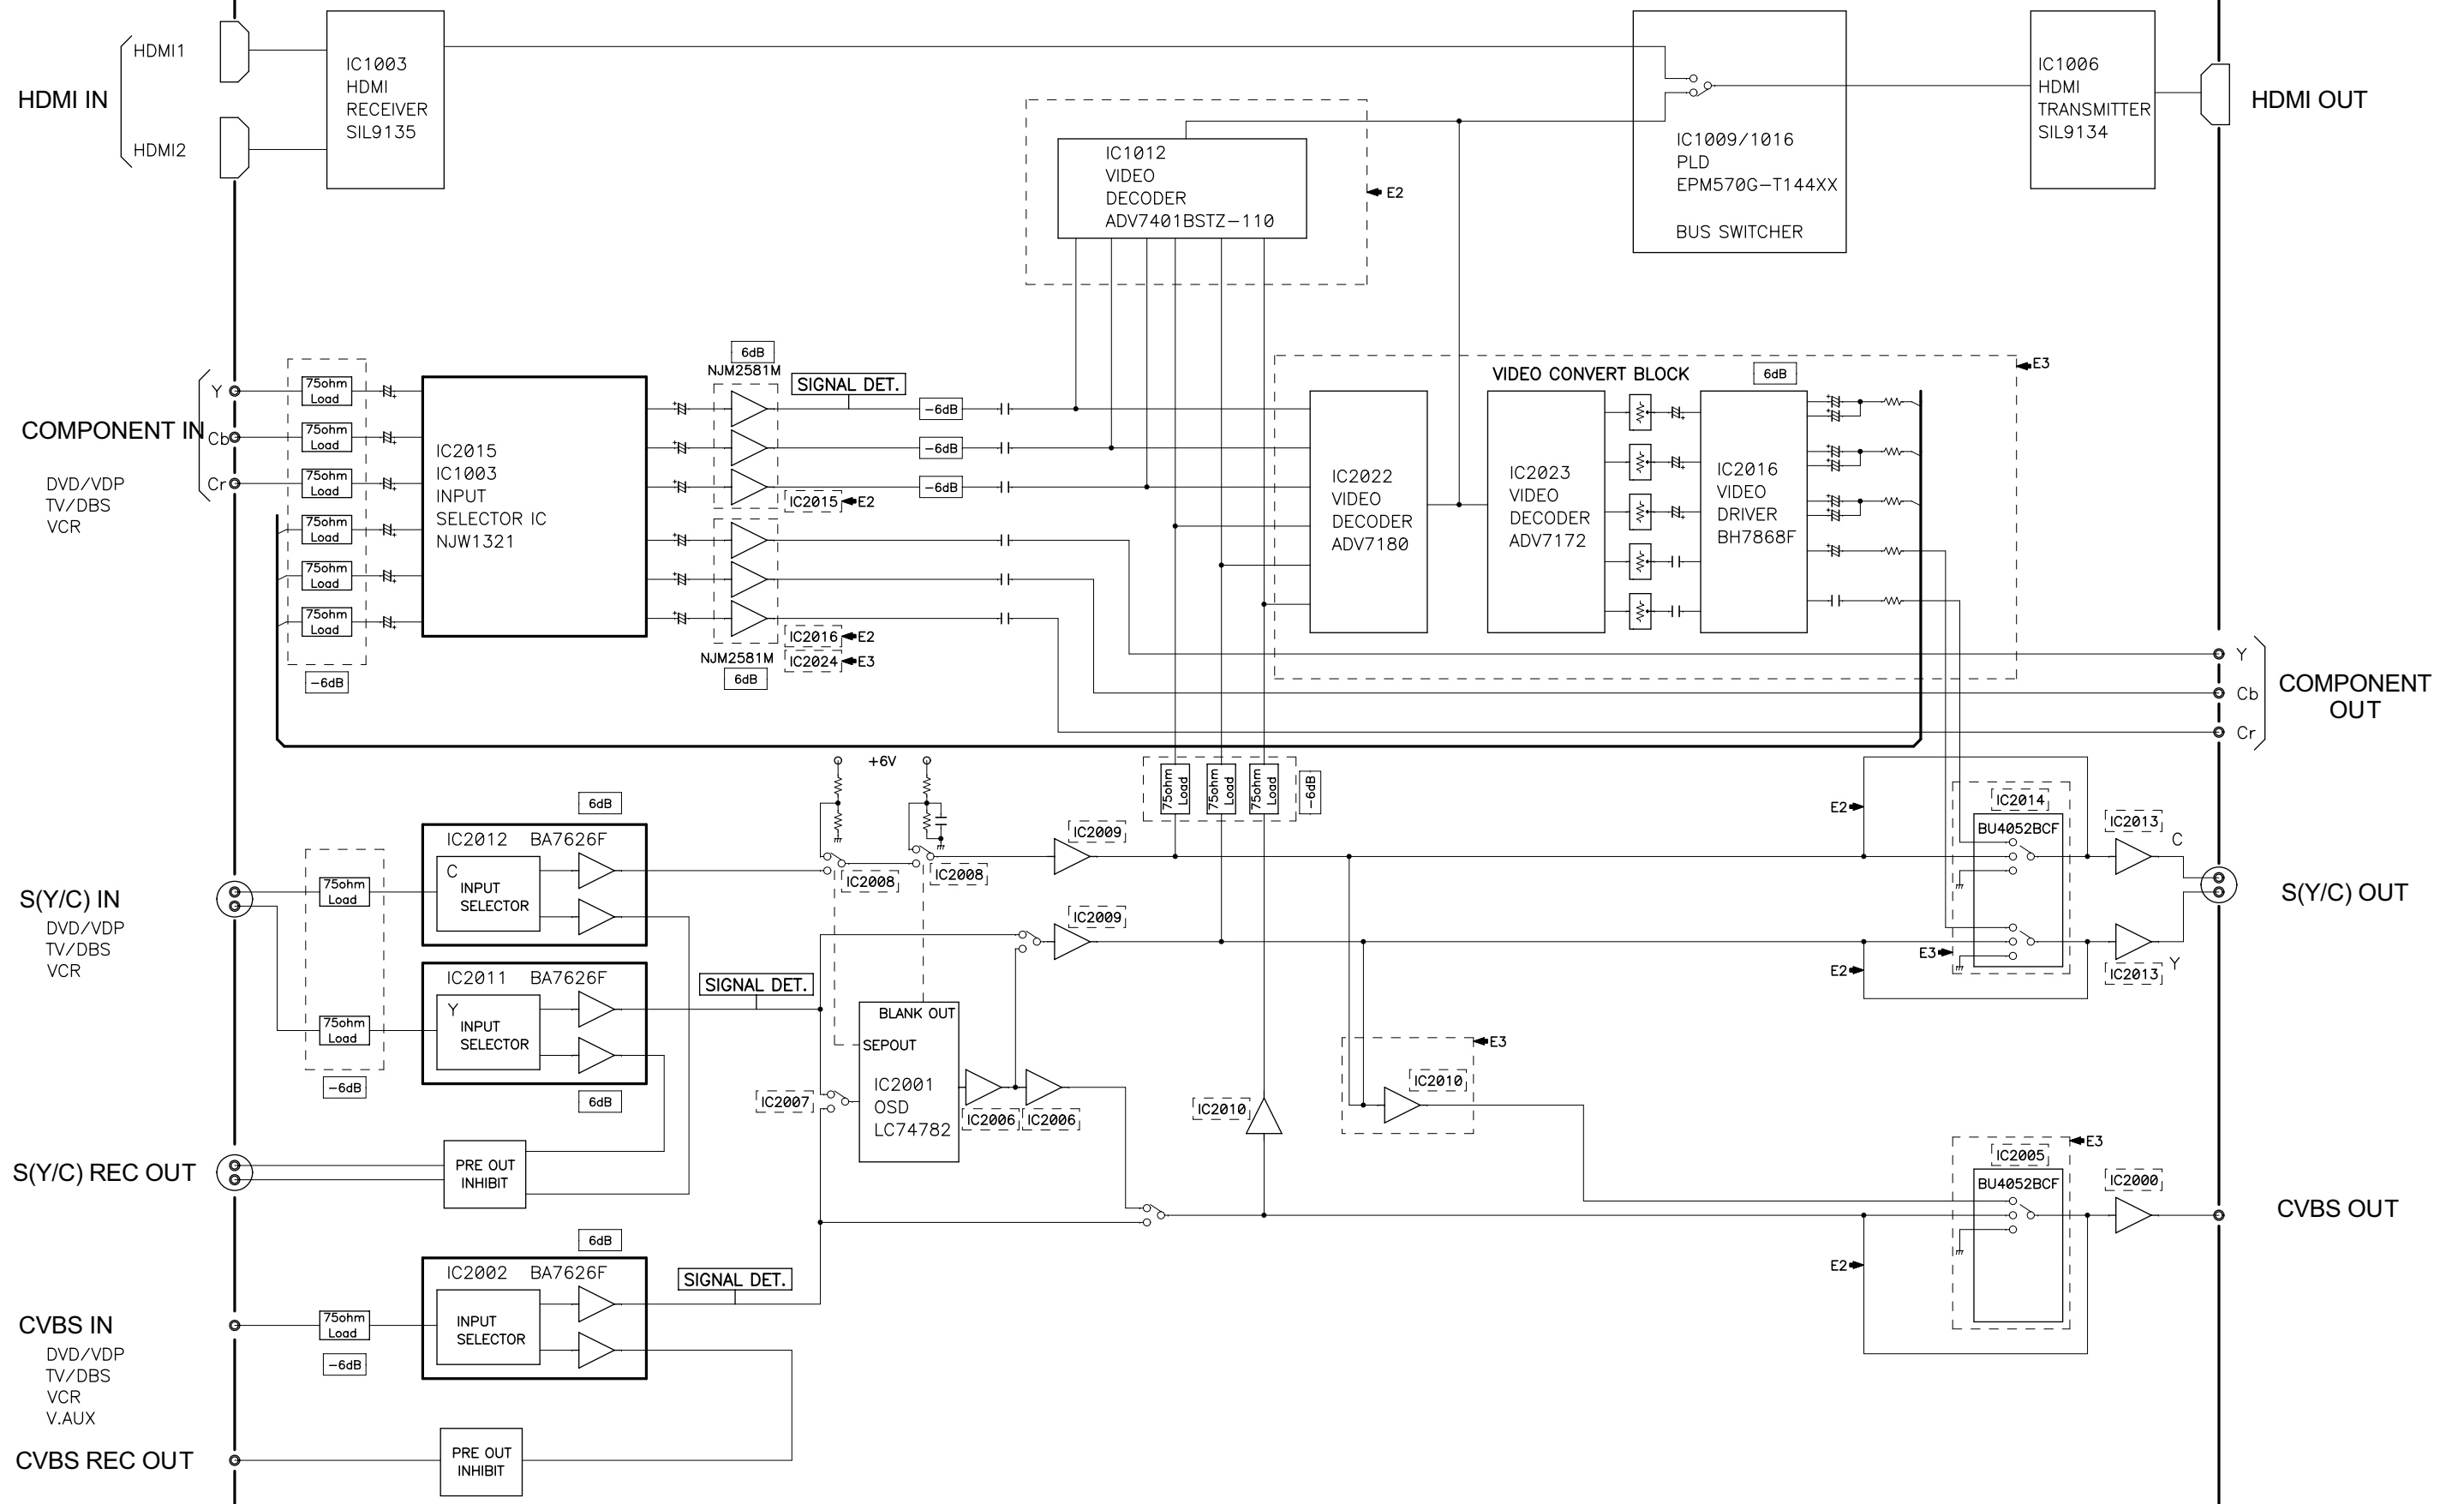 HDMI IN
HDMI1
HDMI2
IC1003
HDMI
RECEIVER
SIL9135
IC1012
VIDEO
DECODER
ADV7401BSTZ-110
E2
IC1009/1016
PLD
EPM570G-T144XX
BUS SWITCHER
IC1006
HDMI
TRANSMITTER
SIL9134
HDMI OUT
COMPONENT IN
Y
Cb
Cr
DVD/VDP
TV/DBS
VCR
75ohm
Load
75ohm
Load
75ohm
Load
75ohm
Load
75ohm
Load
75ohm
Load
-6dB
IC2015
IC1003
INPUT
SELECTOR IC
NJW1321
6dB
NJM2581M
SIGNAL DET.
-6dB
-6dB
-6dB
IC2015
E2
IC2016
E2
NJM2581M
IC2024
E3
6dB
VIDEO CONVERT BLOCK
6dB
E3
IC2022
VIDEO
DECODER
ADV7180
IC2023
VIDEO
DECODER
ADV7172
IC2016
VIDEO
DRIVER
BH7868F
Y
Cb
Cr
COMPONENT
OUT
+6V
75ohm
Load
75ohm
Load
75ohm
Load
-6dB
S(Y/C) IN
DVD/VDP
TV/DBS
VCR
75ohm
Load
75ohm
Load
-6dB
6dB
IC2012 BA7626F
C
INPUT
SELECTOR
IC2011 BA7626F
Y
INPUT
SELECTOR
6dB
SIGNAL DET.
IC2008
IC2008
IC2009
IC2009
BLANK OUT
SEPOUT
IC2001
OSD
LC74782
IC2007
IC2006
IC2006
IC2010
IC2010
E3
E2
E2
IC2014
BU4052BCF
E3
IC2013
C
IC2013
Y
S(Y/C) OUT
S(Y/C) REC OUT
PRE OUT
INHIBIT
E3
IC2005
BU4052BCF
IC2000
E2
CVBS OUT
6dB
IC2002 BA7626F
INPUT
SELECTOR
SIGNAL DET.
CVBS IN
DVD/VDP
TV/DBS
VCR
V.AUX
75ohm
Load
-6dB
CVBS REC OUT
PRE OUT
INHIBIT